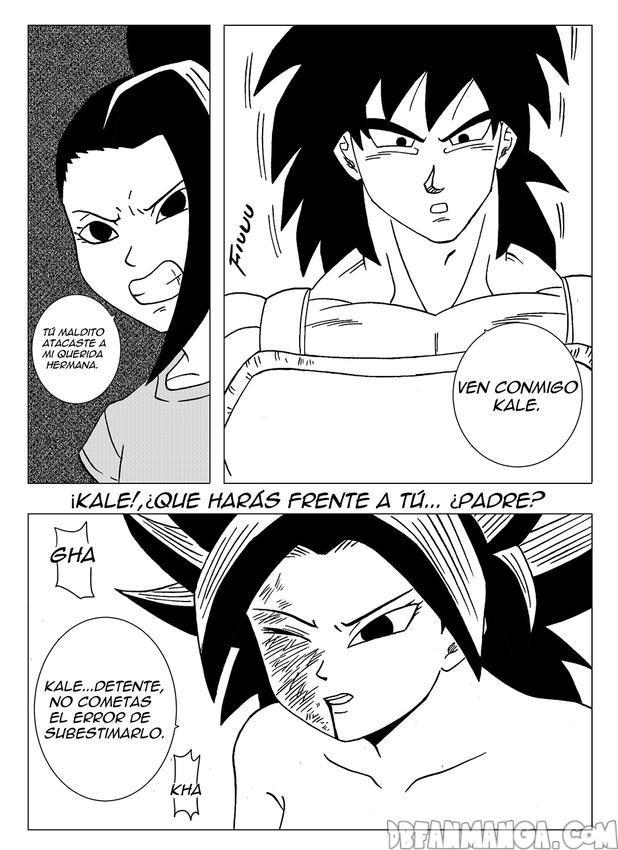 TÚ MALDITO
ATACASTE A
MI QUERIDA
HERMANA.
FIUUU
VEN CONMIGO
KALE.
¡KALE!,¿QUE HARÁS FRENTE A TÚ... ¿PADRE?
GHA
KALE...DETENTE,
NO COMETAS
EL ERROR DE
SUBESTIMARLO.
KHA
DBFANMANGA.COM